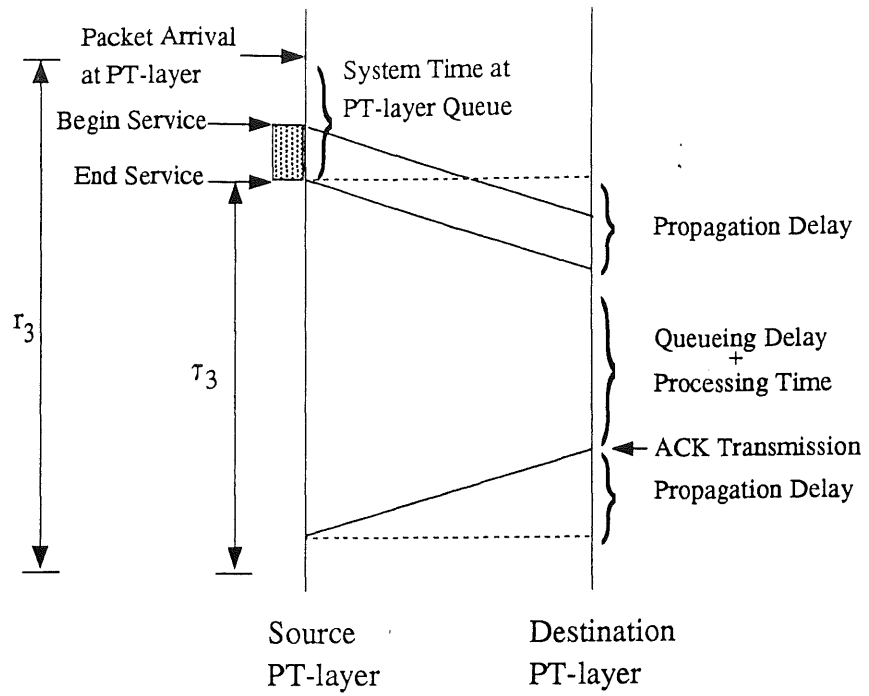 Packet Arrival
at PT-layer
System Time at
PT-layer Queue
Begin Service
End Service
Propagation Delay
r3
τ3
Queueing Delay
+
Processing Time
ACK Transmission
Propagation Delay
Source
PT-layer
Destination
PT-layer